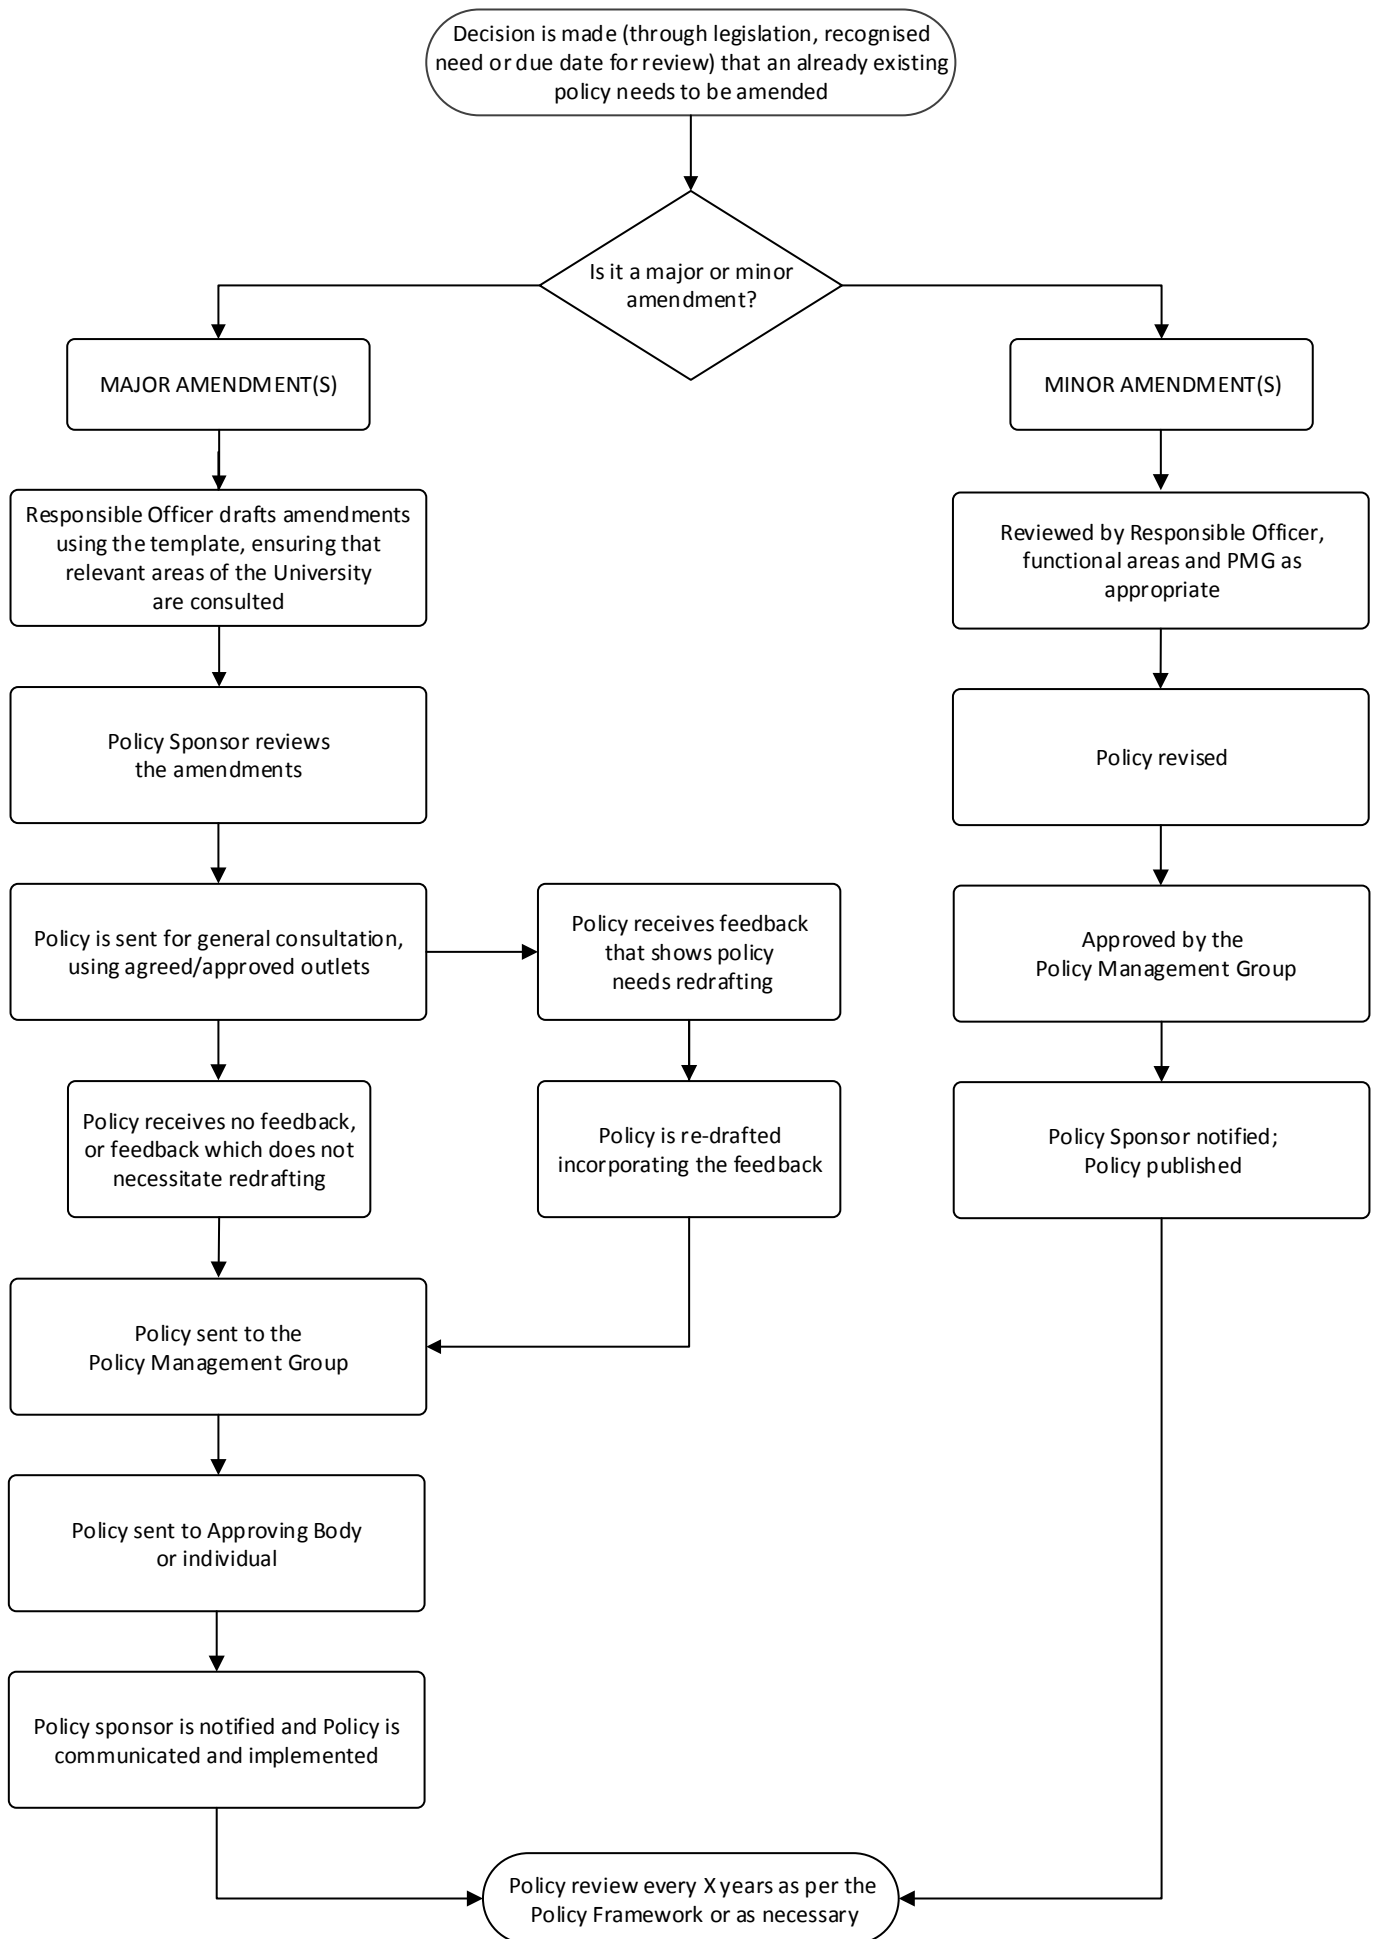 Decision is made (through legislation, recognised
need or due date for review) that an already existing
policy needs to be amended
Is it a major or minor
amendment?
MAJOR AMENDMENT(S)
MINOR AMENDMENT(S)
Responsible Officer drafts amendments
using the template, ensuring that
relevant areas of the University
are consulted
Reviewed by Responsible Officer,
functional areas and PMG as
appropriate
Policy Sponsor reviews
the amendments
Policy revised
Policy is sent for general consultation,
using agreed/approved outlets
Policy receives feedback
that shows policy
needs redrafting
Approved by the
Policy Management Group
Policy receives no feedback,
or feedback which does not
necessitate redrafting
Policy is re-drafted
incorporating the feedback
Policy Sponsor notified;
Policy published
Policy sent to the
Policy Management Group
Policy sent to Approving Body
or individual
Policy sponsor is notified and Policy is
communicated and implemented
Policy review every X years as per the
Policy Framework or as necessary